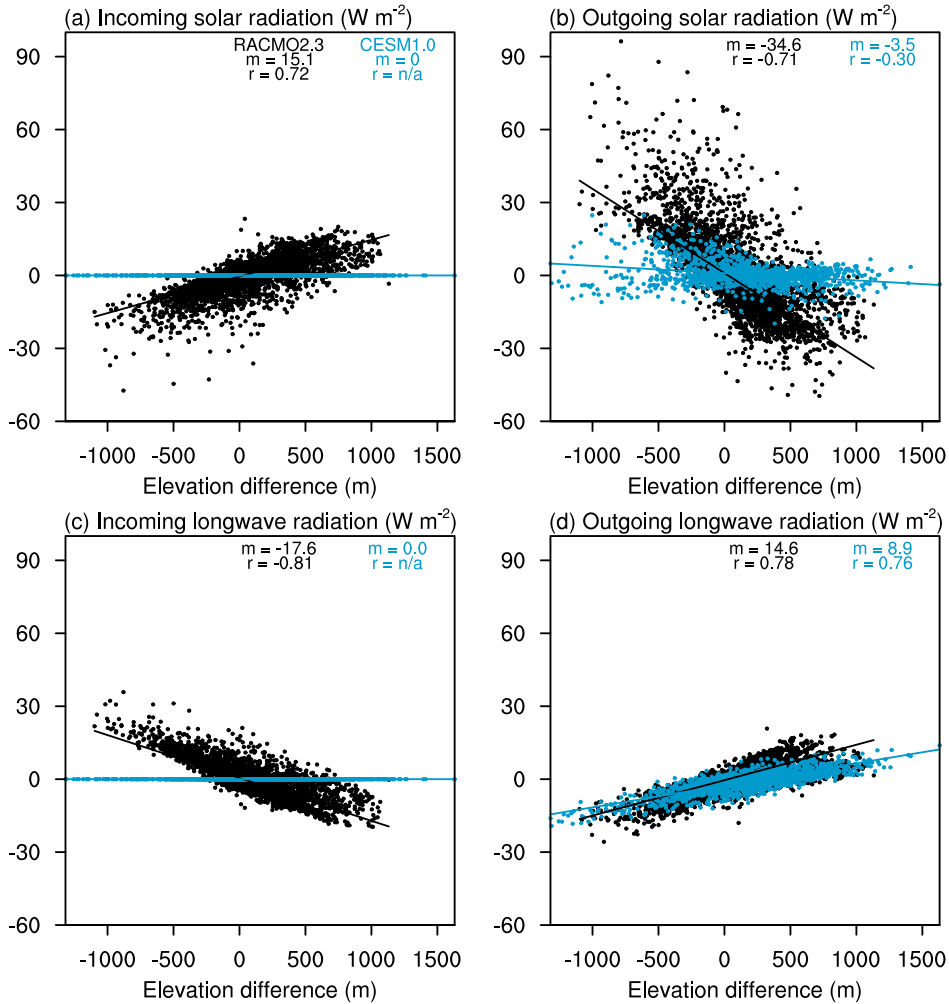 (a) Incoming solar radiation (W m-2)
RACMO2.3 CESM1.0
m = 15.1 m = 0
r = 0.72 r = n/a
90
60
30
0
-30
-60
-1000 -500 0 500 1000 1500
Elevation difference (m)
(b) Outgoing solar radiation (W m-2)
m = -34.6 m = -3.5
r = -0.71 r = -0.30
90
60
30
0
-30
-60
-1000 -500 0 500 1000 1500
Elevation difference (m)
(c) Incoming longwave radiation (W m-2)
m = -17.6 m = 0.0
r = -0.81 r = n/a
90
60
30
0
-30
-60
-1000 -500 0 500 1000 1500
Elevation difference (m)
(d) Outgoing longwave radiation (W m-2)
m = 14.6 m = 8.9
r = 0.78 r = 0.76
90
60
30
0
-30
-60
-1000 -500 0 500 1000 1500
Elevation difference (m)